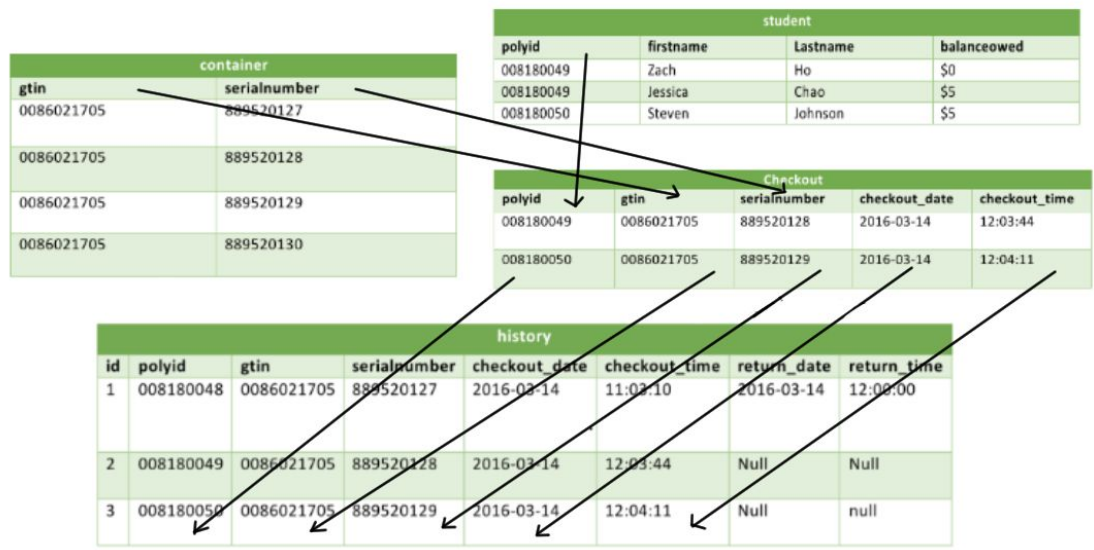 container
gtin serialnumber
0086021705 889520127
0086021705 889520128
0086021705 889520129
0086021705 889520130
student
polyid firstname Lastname balanceowed
008180049 Zach Ho $0
008180049 Jessica Chao $5
008180050 Steven Johnson $5
Checkout
polyid gtin serialnumber checkout_date checkout_time
008180049 0086021705 889520128 2016-03-14 12:03:44
008180050 0086021705 889520129 2016-03-14 12:04:11
history
id polyid gtin serialnumber checkout_date checkout_time return_date return_time
1 008180048 0086021705 889520127 2016-03-14 11:03:10 2016-03-14 12:00:00
2 008180049 0086021705 889520128 2016-03-14 12:03:44 Null Null
3 008180050 0086021705 889520129 2016-03-14 12:04:11 Null null